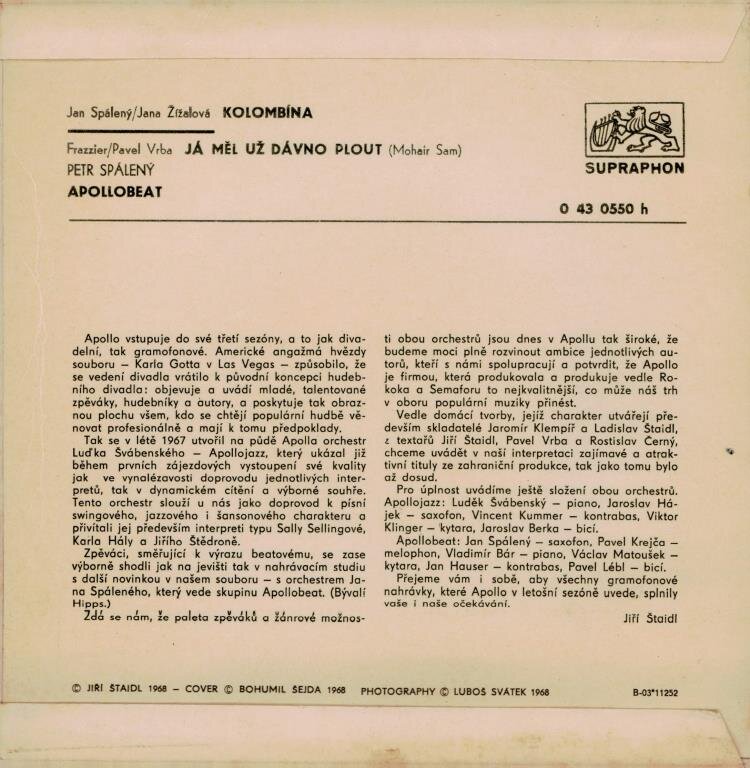 Jan Spálený/Jana Žížalová KOLOMBÍNA
Frazzier/Pavel Vrba JÁ MĚL UŽ DÁVNO PLOUT (Mohair Sam)
PETR SPÁLENÝ
APOLLOBEAT
SUPRAPHON
0 43 0550 h
Apollo vstupuje do své třetí sezóny, a to jak diva-
delní, tak gramofonové. Americké angažmá hvězdy
souboru – Karla Gotta v Las Vegas – způsobilo, že
se vedení divadla vrátilo k původní koncepci hudeb-
ního divadla: objevuje a uvádí mladé, talentované
zpěváky, hudebníky a autory, a poskytuje tak obraz-
nou plochu všem, kdo se chtějí populární hudbě vě-
novat profesionálně a mají k tomu předpoklady.
Tak se v létě 1967 utvořil na půdě Apolla orchestr
Luďka Švábenského – Apollojazz, který ukázal již
během prvních zájezdových vystoupení své kvality
jak ve vynalézavosti doprovodu jednotlivých inter-
pretů, tak v dynamickém cítění a výborné souhře.
Tento orchestr slouží u nás jako doprovod k písni
swingového, jazzového i šansonového charakteru a
přivítali jej především interpreti typu Sally Sellingové,
Karla Hály a Jiřího Štědroně.
Zpěváci, směřující k výrazu beatovému, se zase
výborně shodli jak na jevišti tak v nahrávacím studiu
s další novinkou v našem souboru – s orchestrem Ja-
na Spáleného, který vede skupinu Apollobeat. (Bývalí
Hipps.)
Zdá se nám, že paleta zpěváků a žánrové možnos-
ti obou orchestrů jsou dnes v Apollu tak široké, že
budeme moci plně rozvinout ambice jednotlivých au-
torů, kteří s námi spolupracují a potvrdit, že Apollo
je firmou, která produkovala a produkuje vedle Ro-
koka a Semaforu to nejkvalitnější, co může náš trh
v oboru populární muziky přinést.
Vedle domácí tvorby, jejíž charakter utvářejí pře-
devším skladatelé Jaromír Klempíř a Ladislav Štaidl,
z textařů Jiří Štaidl, Pavel Vrba a Rostislav Černý,
chceme uvádět v naší interpretaci zajímavé a atrak-
tivní tituly ze zahraniční produkce, tak jako tomu bylo
až dosud.
Pro úplnost uvádíme ještě složení obou orchestrů.
Apollojazz: Luděk Švábenský – piano, Jaroslav Há-
jek – saxofon, Vincent Kummer – kontrabas, Viktor
Klinger – kytara, Jaroslav Berka – bicí.
Apollobeat: Jan Spálený – saxofon, Pavel Krejča –
melophon, Vladimír Bár – piano, Václav Matoušek –
kytara, Jan Hauser – kontrabas, Pavel Lébl – bicí.
Přejeme vám i sobě, aby všechny gramofonové
nahrávky, které Apollo v letošní sezóně uvede, splnily
vaše i naše očekávání.
Jiří Štaidl
© JIŘÍ ŠTAIDL 1968 – COVER © BOHUMIL ŠEJDA 1968 PHOTOGRAPHY © LUBOŠ SVÁTEK 1968
B-03*11252